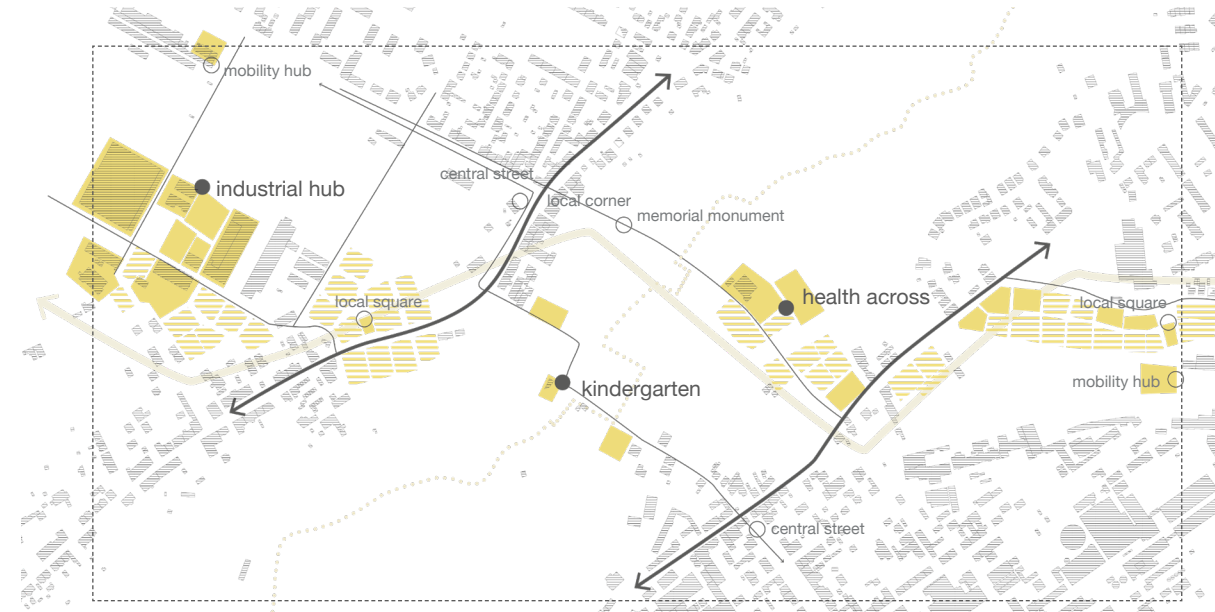 mobility hub
central street
industrial hub
local corner
memorial monument
health across
local square
local square
kindergarten
mobility hub
central street